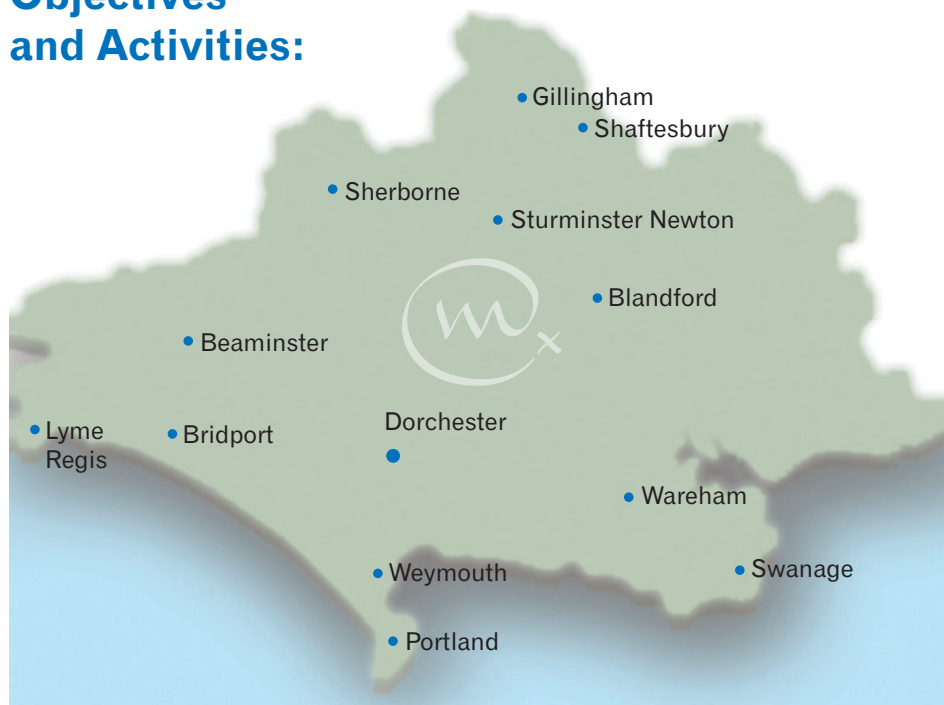 Objectives
and Activities:
Gillingham
Shaftesbury
Sherborne
Sturminster Newton
Blandford
Beaminster
Dorchester
Lyme
Regis
Bridport
Wareham
Weymouth
Swanage
Portland